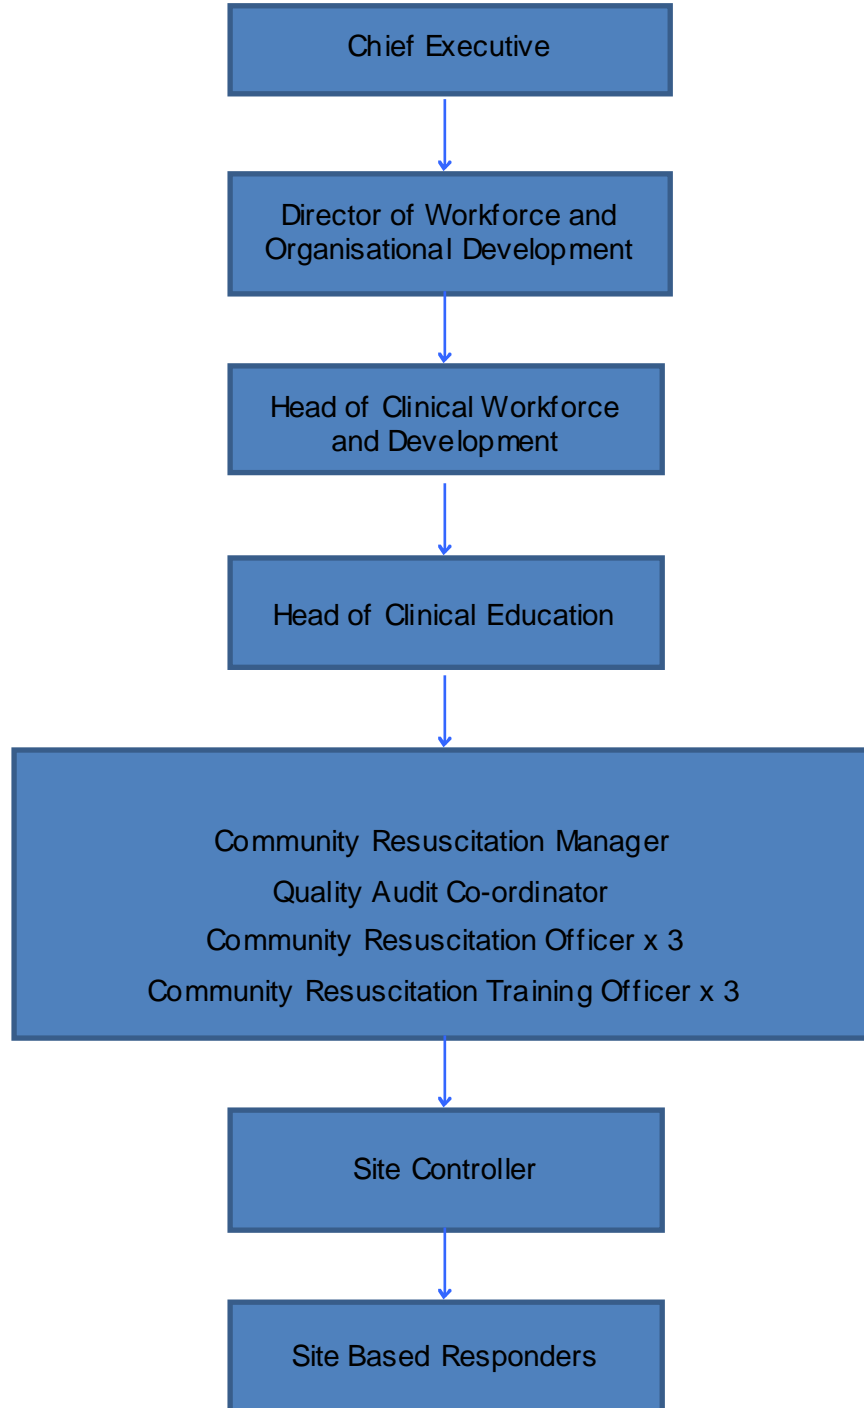 Chief Executive
Director of Workforce and
Organisational Development
Head of Clinical Workforce
and Development
Head of Clinical Education
Community Resuscitation Manager
Quality Audit Co-ordinator
Community Resuscitation Officer x 3
Community Resuscitation Training Officer x 3
Site Controller
Site Based Responders